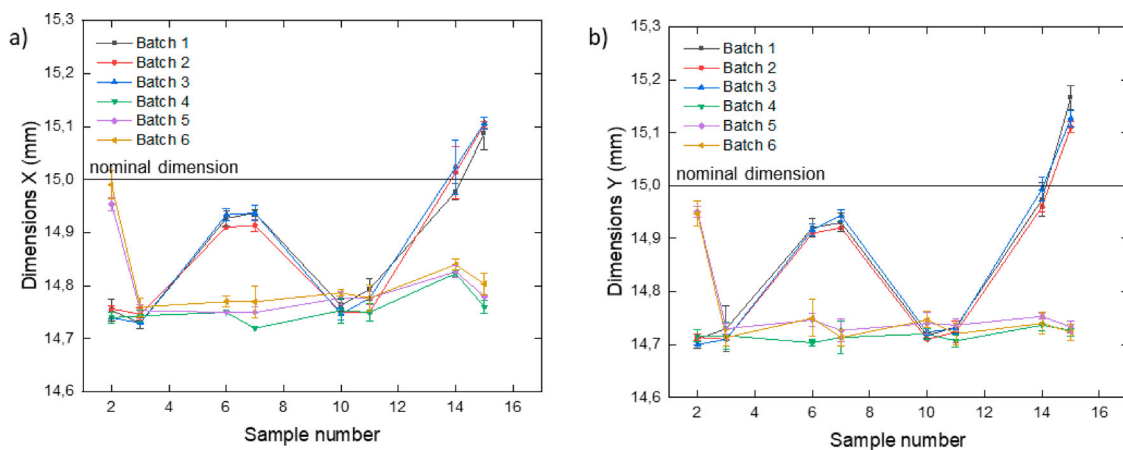 a)
15,3
15,2
15,1
15,0
14,9
14,8
14,7
14,6
Dimensions X (mm)
Batch 1
Batch 2
Batch 3
Batch 4
Batch 5
Batch 6
nominal dimension
2 4 6 8 10 12 14 16
Sample number
b)
15,3
15,2
15,1
15,0
14,9
14,8
14,7
14,6
Dimensions Y (mm)
Batch 1
Batch 2
Batch 3
Batch 4
Batch 5
Batch 6
nominal dimension
2 4 6 8 10 12 14 16
Sample number